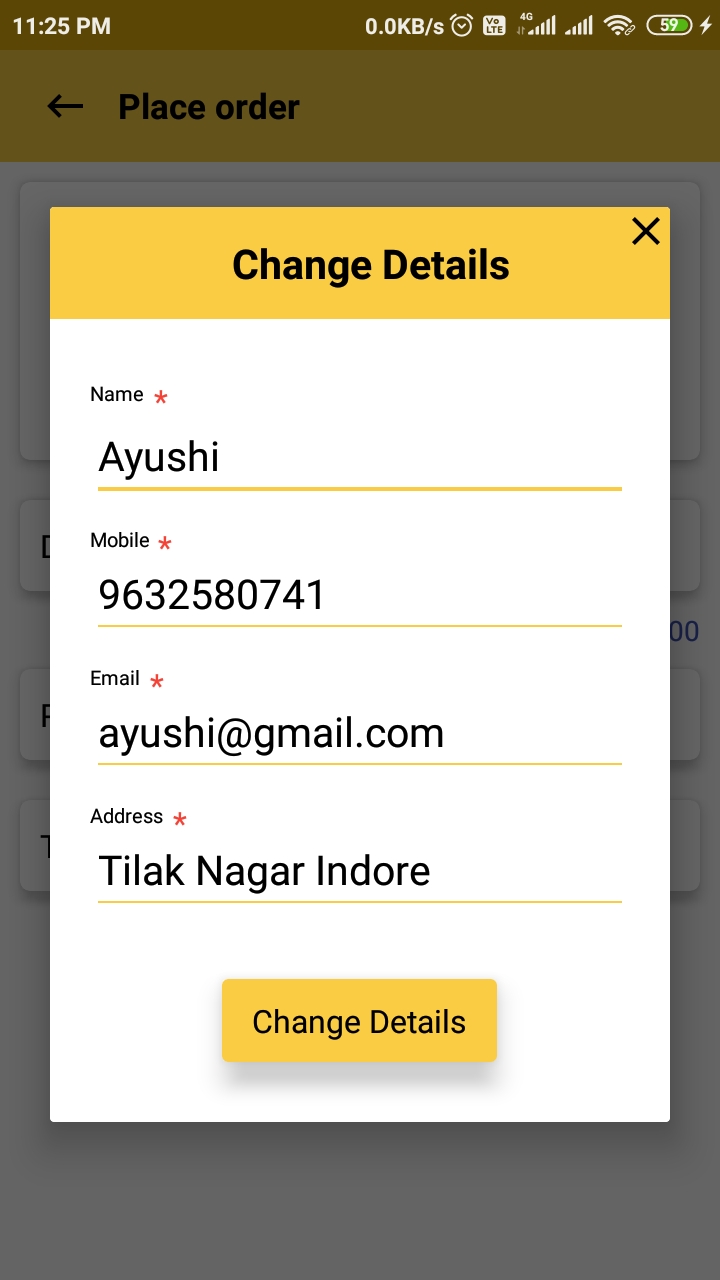 11:25 PM 0.0KB/s Vo LTE 4G 59
Place order
Change Details
Name *
Ayushi
Mobile *
9632580741
00
Email *
ayushi@gmail.com
Address *
Tilak Nagar Indore
Change Details